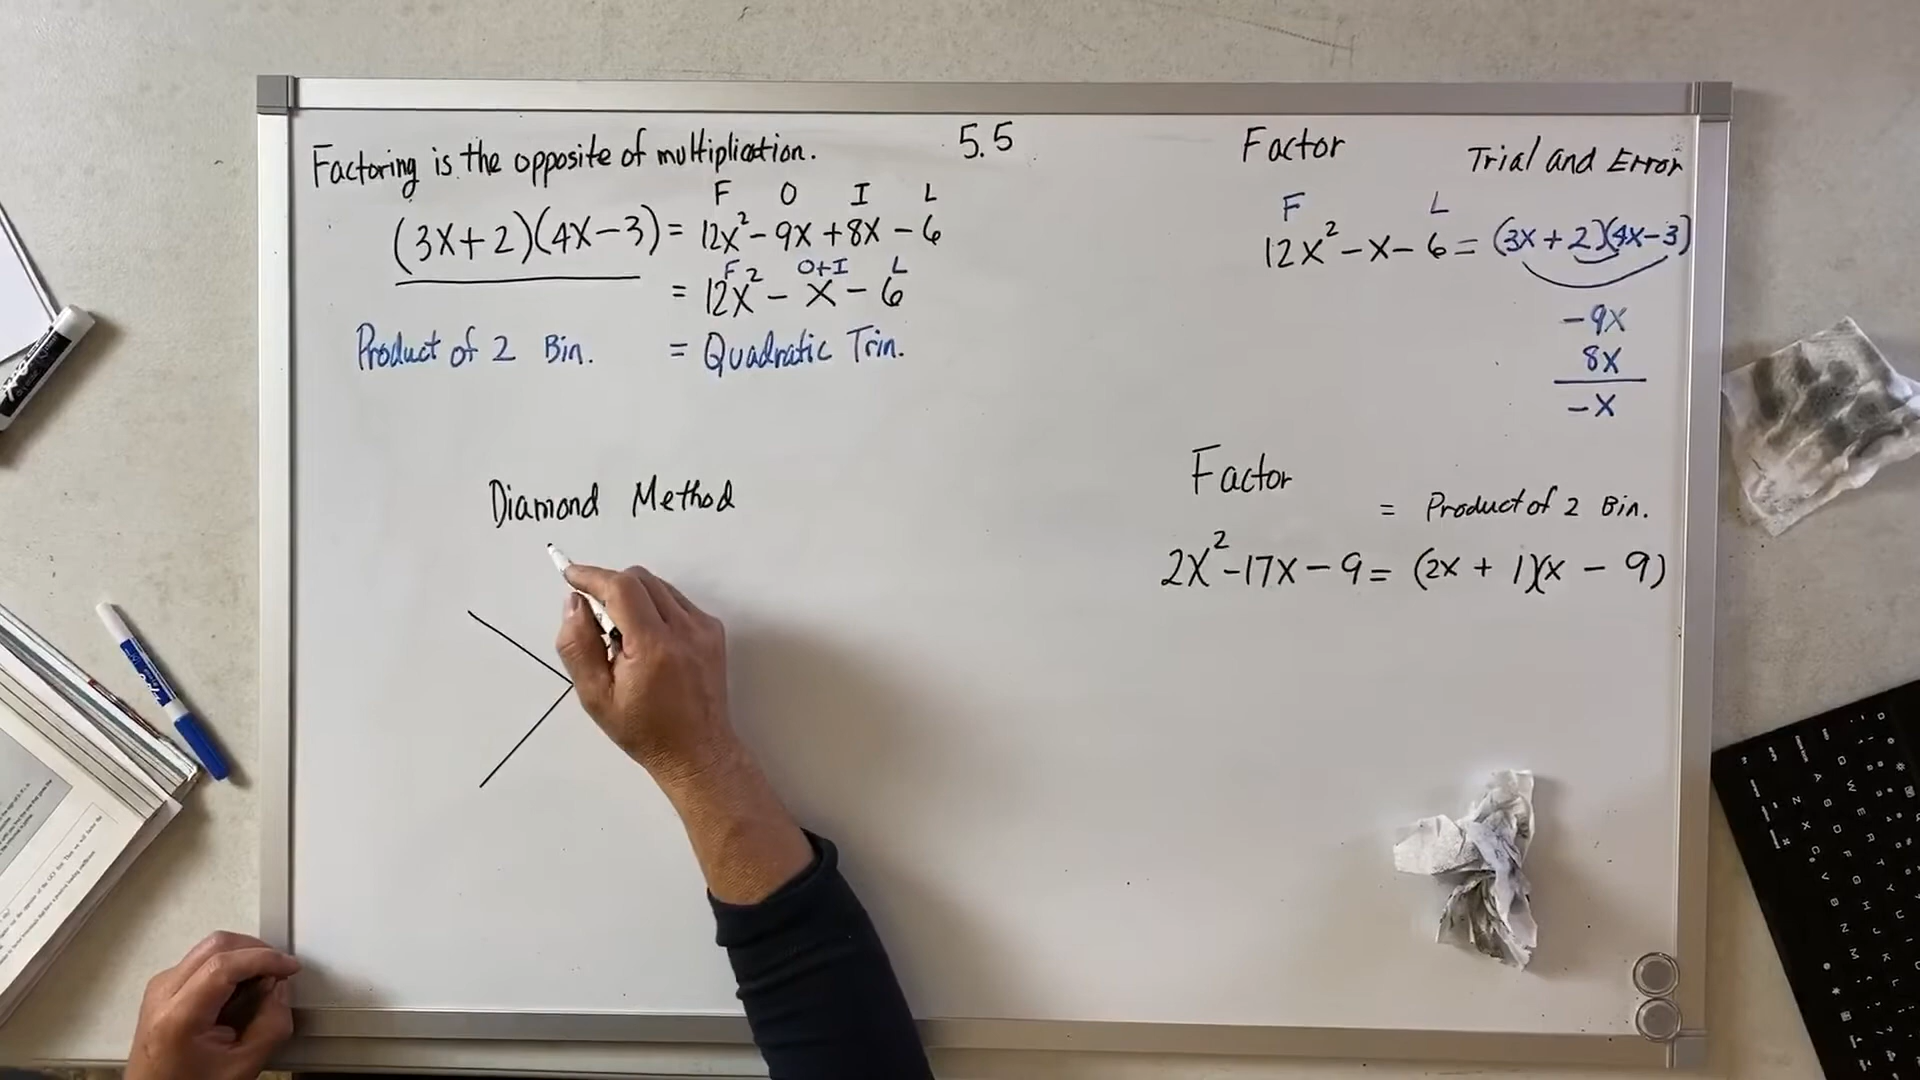 Factoring is the opposite of multiplication.
5.5
F O I L
(3x+2)(4x-3) = 12x² - 9x + 8x - 6
F O+I L
= 12x² - x - 6
Product of 2 Bin. = Quadratic Trin.
Diamond Method
Factor
Trial and Error
F L
12x² - x - 6 = (3x + 2)(4x - 3)
-9x
8x
-x
Factor
= Product of 2 Bin.
2x² - 17x - 9 = (2x + 1)(x - 9)